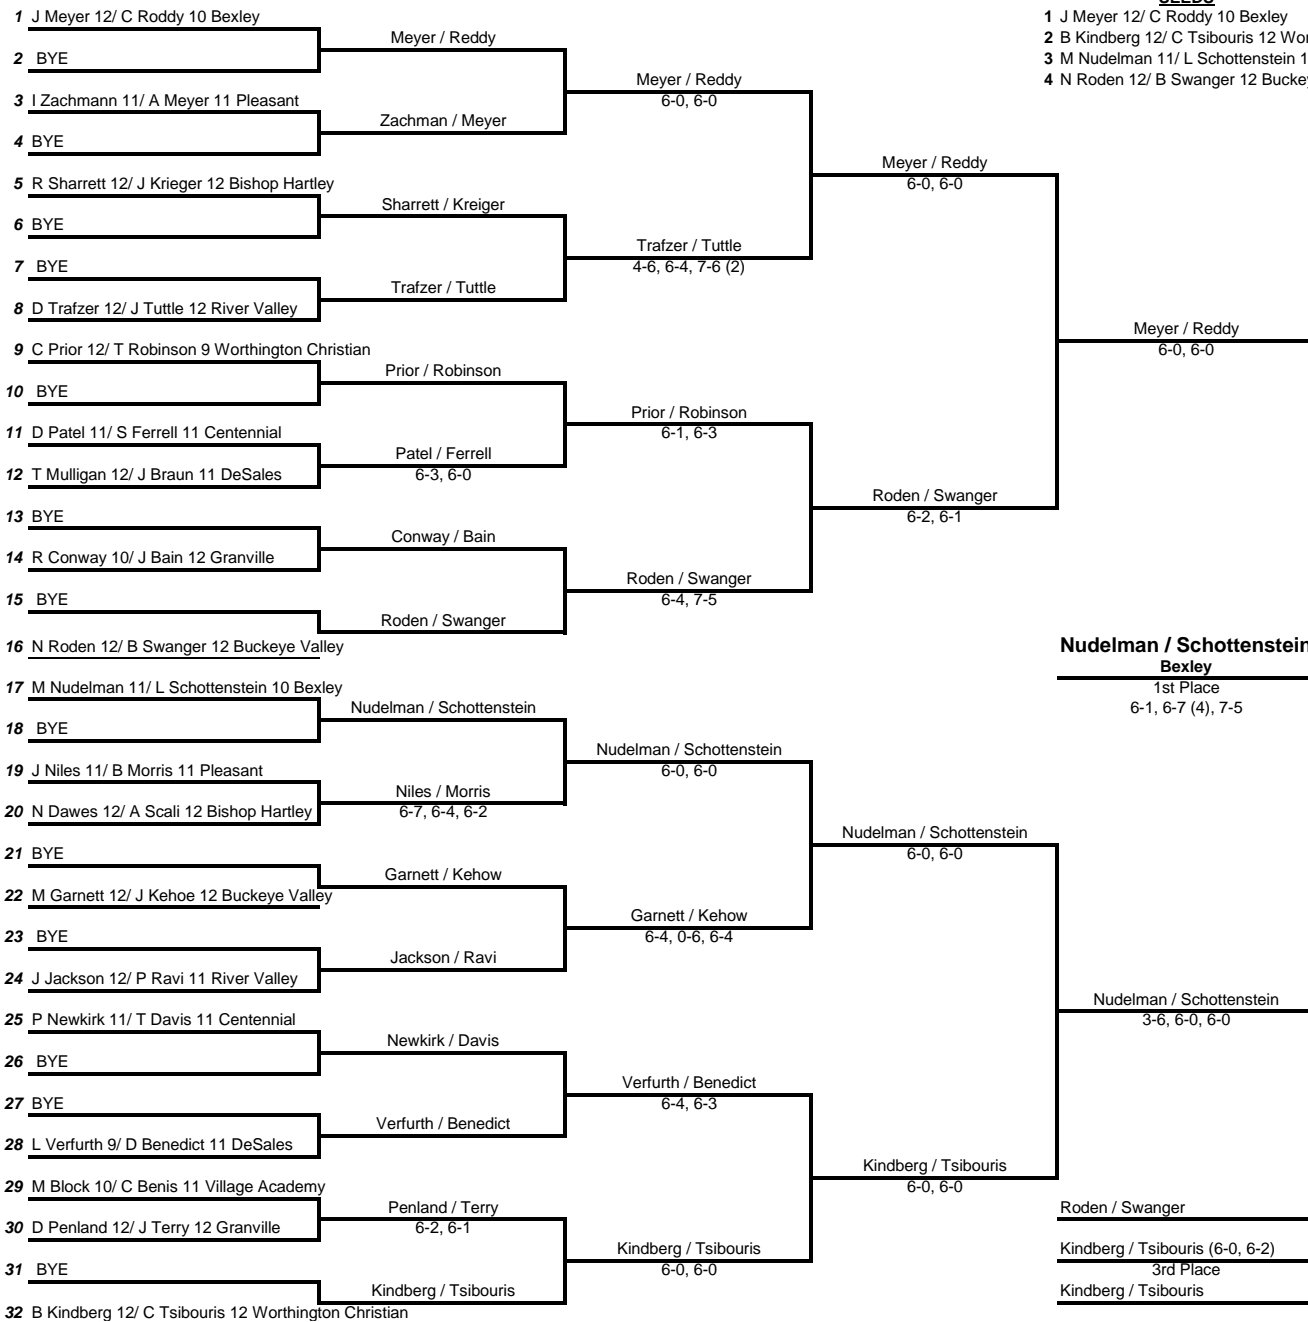 SEEDS
1 J Meyer 12/ C Roddy 10 Bexley
2 B Kindberg 12/ C Tsibouris 12 Wor
3 M Nudelman 11/ L Schottenstein 1
4 N Roden 12/ B Swanger 12 Buckey
1 J Meyer 12/ C Roddy 10 Bexley
2 BYE
3 I Zachmann 11/ A Meyer 11 Pleasant
4 BYE
5 R Sharrett 12/ J Krieger 12 Bishop Hartley
6 BYE
7 BYE
8 D Trafzer 12/ J Tuttle 12 River Valley
9 C Prior 12/ T Robinson 9 Worthington Christian
10 BYE
11 D Patel 11/ S Ferrell 11 Centennial
12 T Mulligan 12/ J Braun 11 DeSales
13 BYE
14 R Conway 10/ J Bain 12 Granville
15 BYE
16 N Roden 12/ B Swanger 12 Buckeye Valley
17 M Nudelman 11/ L Schottenstein 10 Bexley
18 BYE
19 J Niles 11/ B Morris 11 Pleasant
20 N Dawes 12/ A Scali 12 Bishop Hartley
21 BYE
22 M Garnett 12/ J Kehoe 12 Buckeye Valley
23 BYE
24 J Jackson 12/ P Ravi 11 River Valley
25 P Newkirk 11/ T Davis 11 Centennial
26 BYE
27 BYE
28 L Verfurth 9/ D Benedict 11 DeSales
29 M Block 10/ C Benis 11 Village Academy
30 D Penland 12/ J Terry 12 Granville
31 BYE
32 B Kindberg 12/ C Tsibouris 12 Worthington Christian
Meyer / Reddy
Zachman / Meyer
Sharrett / Kreiger
Trafzer / Tuttle
Prior / Robinson
Patel / Ferrell
6-3, 6-0
Conway / Bain
Roden / Swanger
Nudelman / Schottenstein
Niles / Morris
6-7, 6-4, 6-2
Garnett / Kehow
Jackson / Ravi
Newkirk / Davis
Verfurth / Benedict
Penland / Terry
6-2, 6-1
Kindberg / Tsibouris
Meyer / Reddy
6-0, 6-0
Trafzer / Tuttle
4-6, 6-4, 7-6 (2)
Prior / Robinson
6-1, 6-3
Roden / Swanger
6-4, 7-5
Nudelman / Schottenstein
6-0, 6-0
Garnett / Kehow
6-4, 0-6, 6-4
Verfurth / Benedict
6-4, 6-3
Kindberg / Tsibouris
6-0, 6-0
Meyer / Reddy
6-0, 6-0
Roden / Swanger
6-2, 6-1
Nudelman / Schottenstein
6-0, 6-0
Kindberg / Tsibouris
6-0, 6-0
Meyer / Reddy
6-0, 6-0
Nudelman / Schottenstein
Bexley
1st Place
6-1, 6-7 (4), 7-5
Nudelman / Schottenstein
3-6, 6-0, 6-0
Roden / Swanger
Kindberg / Tsibouris (6-0, 6-2)
3rd Place
Kindberg / Tsibouris